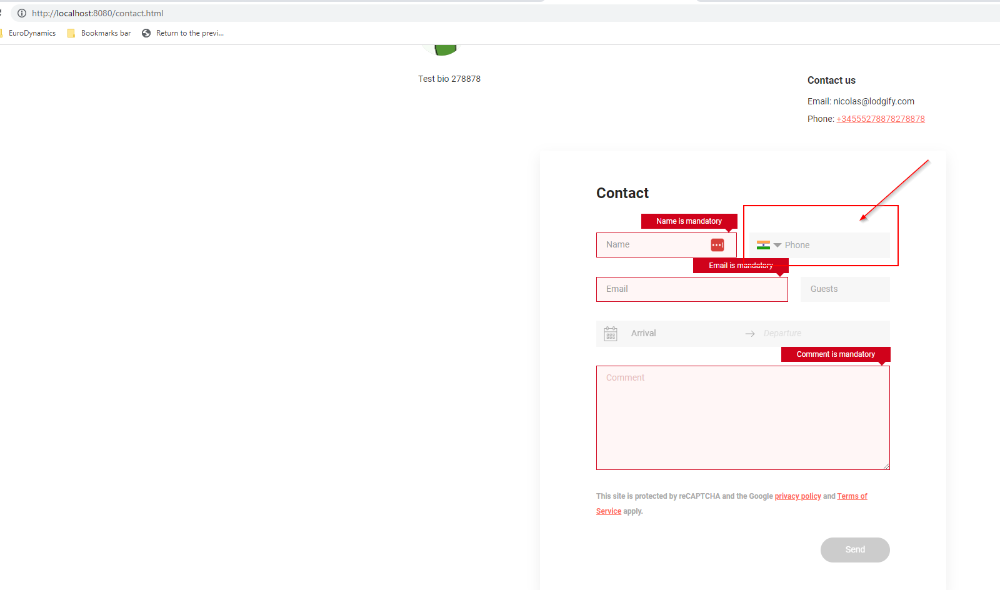 http://localhost:8080/contact.html
EuroDynamics Bookmarks bar Return to the previ...
Test bio 278878
Contact us
Email: nicolas@lodgify.com
Phone: +34555278878278878
Contact
Name is mandatory
Name
Phone
Email is mandatory
Email
Guests
Arrival
Departure
Comment is mandatory
Comment
This site is protected by reCAPTCHA and the Google privacy policy and Terms of
Service apply.
Send